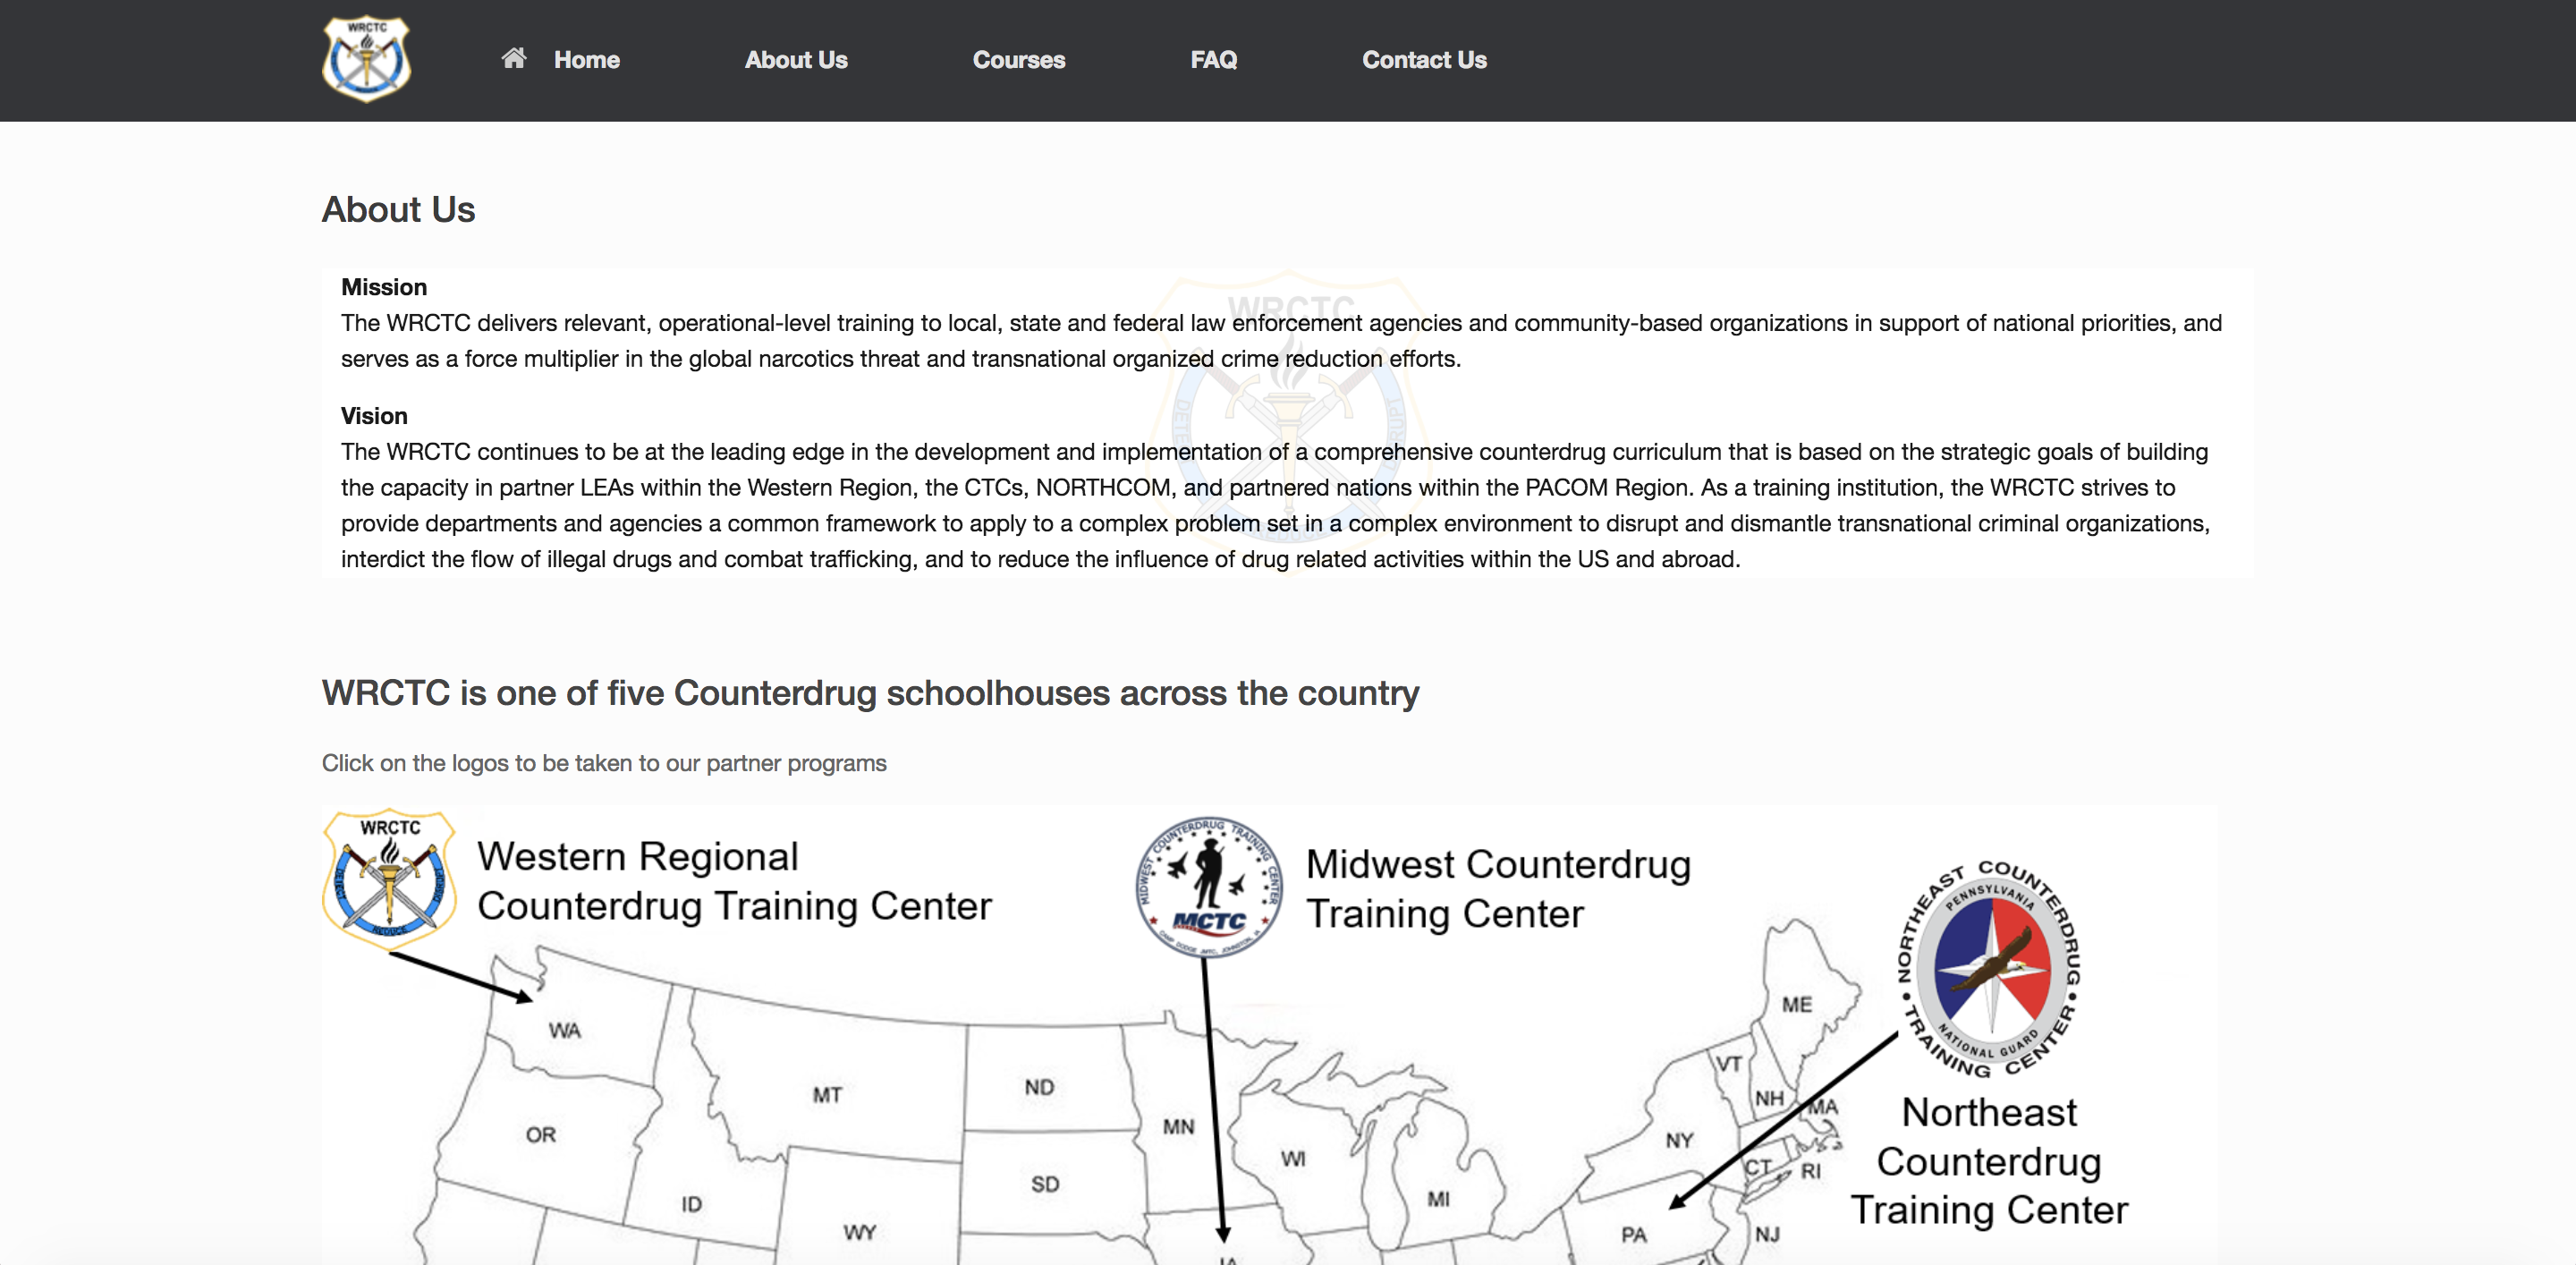 WRCTC
Home
About Us
Courses
FAQ
Contact Us
About Us
WRCTC
Mission
The WRCTC delivers relevant, operational-level training to local, state and federal law enforcement agencies and community-based organizations in support of national priorities, and
serves as a force multiplier in the global narcotics threat and transnational organized crime reduction efforts.
Vision
The WRCTC continues to be at the leading edge in the development and implementation of a comprehensive counterdrug curriculum that is based on the strategic goals of building
the capacity in partner LEAs within the Western Region, the CTCs, NORTHCOM, and partnered nations within the PACOM Region. As a training institution, the WRCTC strives to
provide departments and agencies a common framework to apply to a complex problem set in a complex environment to disrupt and dismantle transnational criminal organizations,
interdict the flow of illegal drugs and combat trafficking, and to reduce the influence of drug related activities within the US and abroad.
WRCTC is one of five Counterdrug schoolhouses across the country
Click on the logos to be taken to our partner programs
WRCTC
REDUCE
Western Regional
Counterdrug Training Center
MIDWEST COUNTERDRUG TRAINING CENTER
MCTC
CAMP DODGE JMTC, JOHNSTON, IA
Midwest Counterdrug
Training Center
NORTHEAST COUNTERDRUG
TRAINING CENTER
PENNSYLVANIA
NATIONAL GUARD
Northeast
Counterdrug
Training Center
WA
OR
ID
MT
WY
ND
SD
MN
WI
MI
NY
VT
NH
ME
MA
CT
RI
PA
NJ